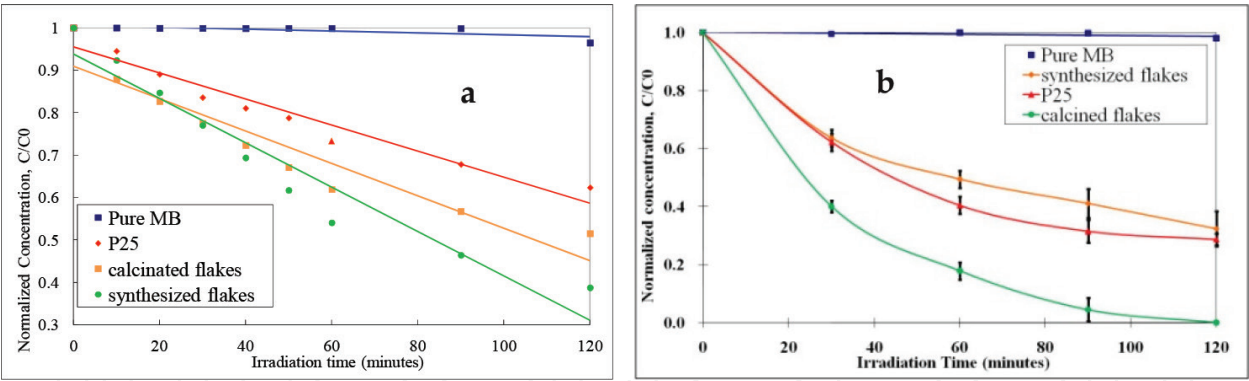 1
0.9
0.8
0.7
0.6
0.5
0.4
0.3
Normalized Concentration, C/C0
a
Pure MB
P25
calcinated flakes
synthesized flakes
0 20 40 60 80 100 120
Irradiation time (minutes)
1.0
0.8
0.6
0.4
0.2
0.0
Normalized concentration, C/C0
b
Pure MB
synthesized flakes
P25
calcined flakes
0 20 40 60 80 100 120
Irradiation Time (minutes)